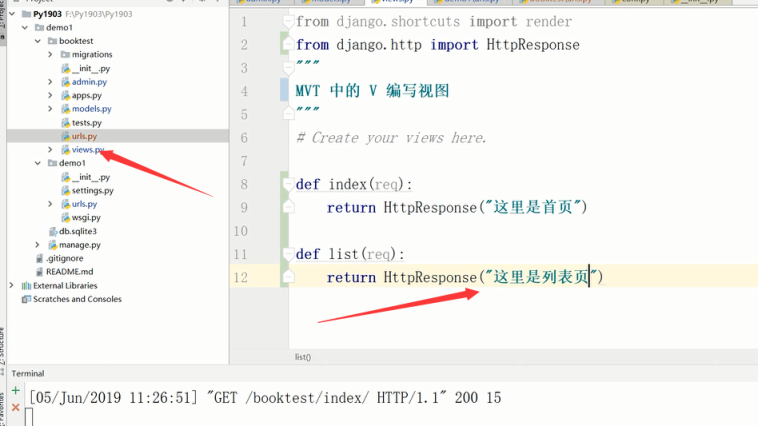 Py1903 F:\Py1903\Py1903
demo1
booktest
migrations
__init__.py
admin.py
apps.py
models.py
tests.py
urls.py
views.py
demo1
__init__.py
settings.py
urls.py
wsgi.py
db.sqlite3
manage.py
.gitignore
README.md
External Libraries
Scratches and Consoles
1 from django.shortcuts import render
2 from django.http import HttpResponse
3 """
4 MVT 中的 V 编写视图
5 """
6 # Create your views here.
7
8 def index(req):
9 return HttpResponse("这里是首页")
10
11 def list(req):
12 return HttpResponse("这里是列表页")
list()
Terminal
[05/Jun/2019 11:26:51] "GET /booktest/index/ HTTP/1.1" 200 15